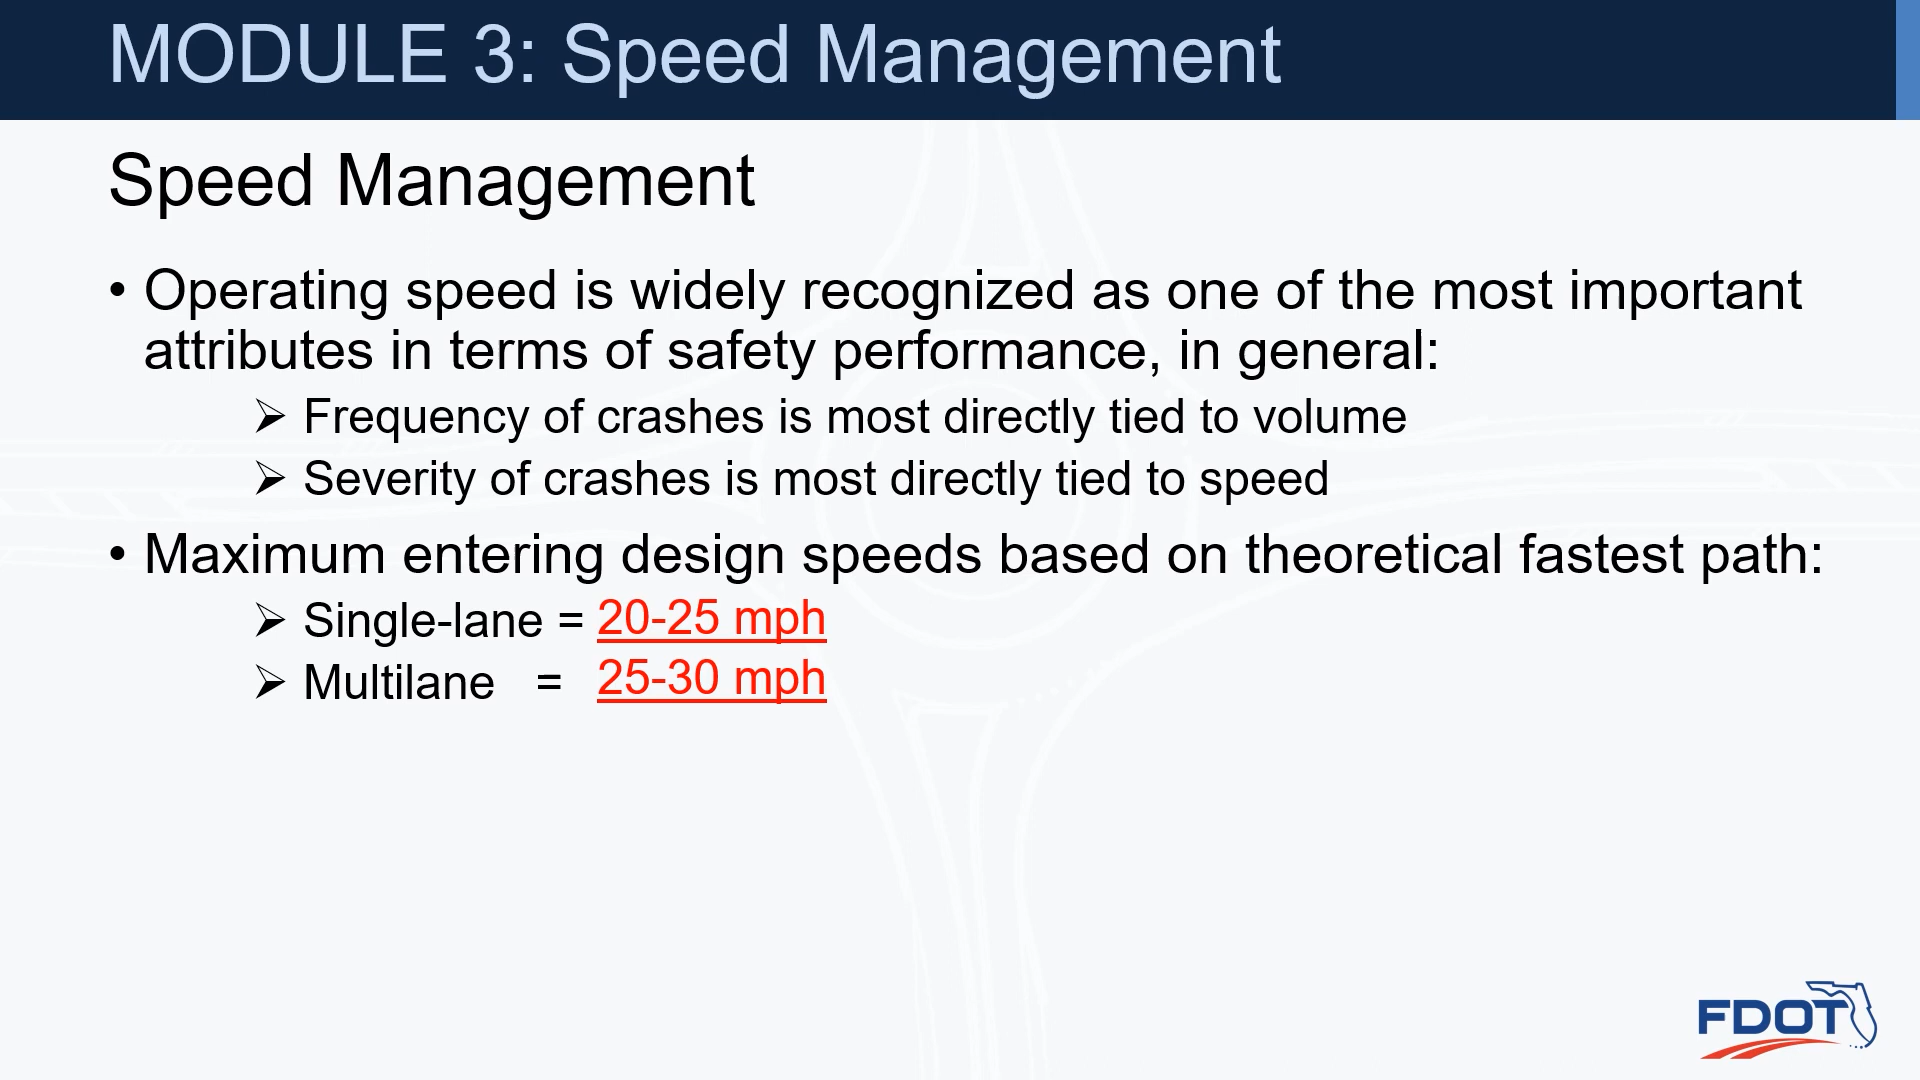 MODULE 3: Speed Management
Speed Management
• Operating speed is widely recognized as one of the most important
attributes in terms of safety performance, in general:
➢ Frequency of crashes is most directly tied to volume
➢ Severity of crashes is most directly tied to speed
• Maximum entering design speeds based on theoretical fastest path:
➢ Single-lane = 20-25 mph
➢ Multilane = 25-30 mph
FDOT